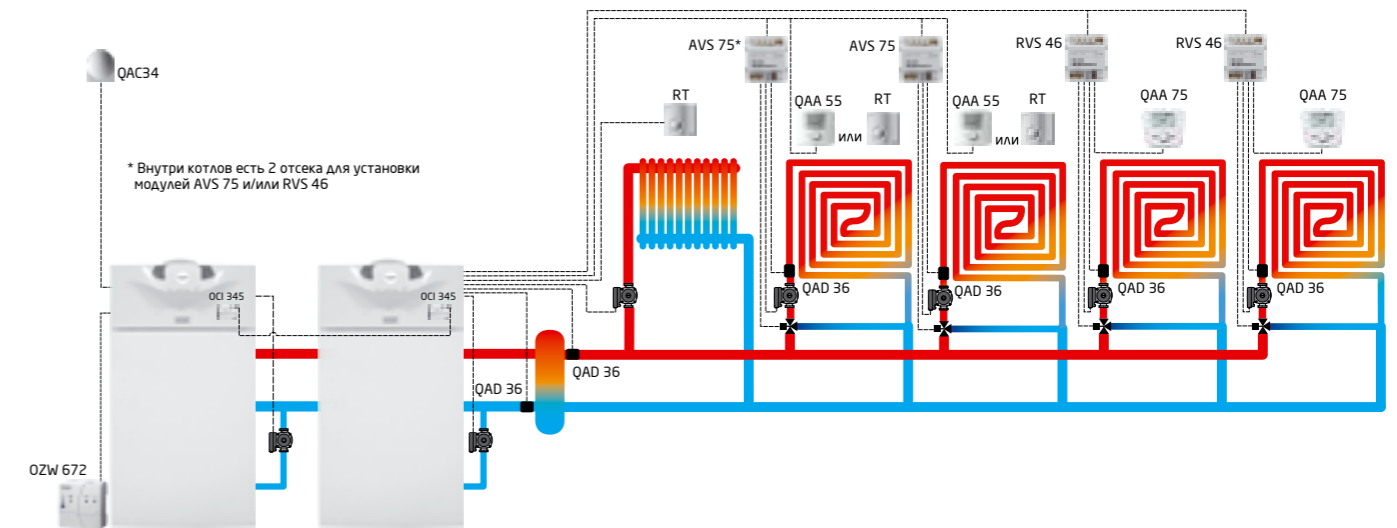 AVS 75*
AVS 75
RVS 46
RVS 46
QAC34
RT
QAA 55
RT
или
QAA 55
RT
или
QAA 75
QAA 75
* Внутри котлов есть 2 отсека для установки
модулей AVS 75 и/или RVS 46
OCI 345
OCI 345
QAD 36
QAD 36
QAD 36
QAD 36
QAD 36
QAD 36
OZW 672